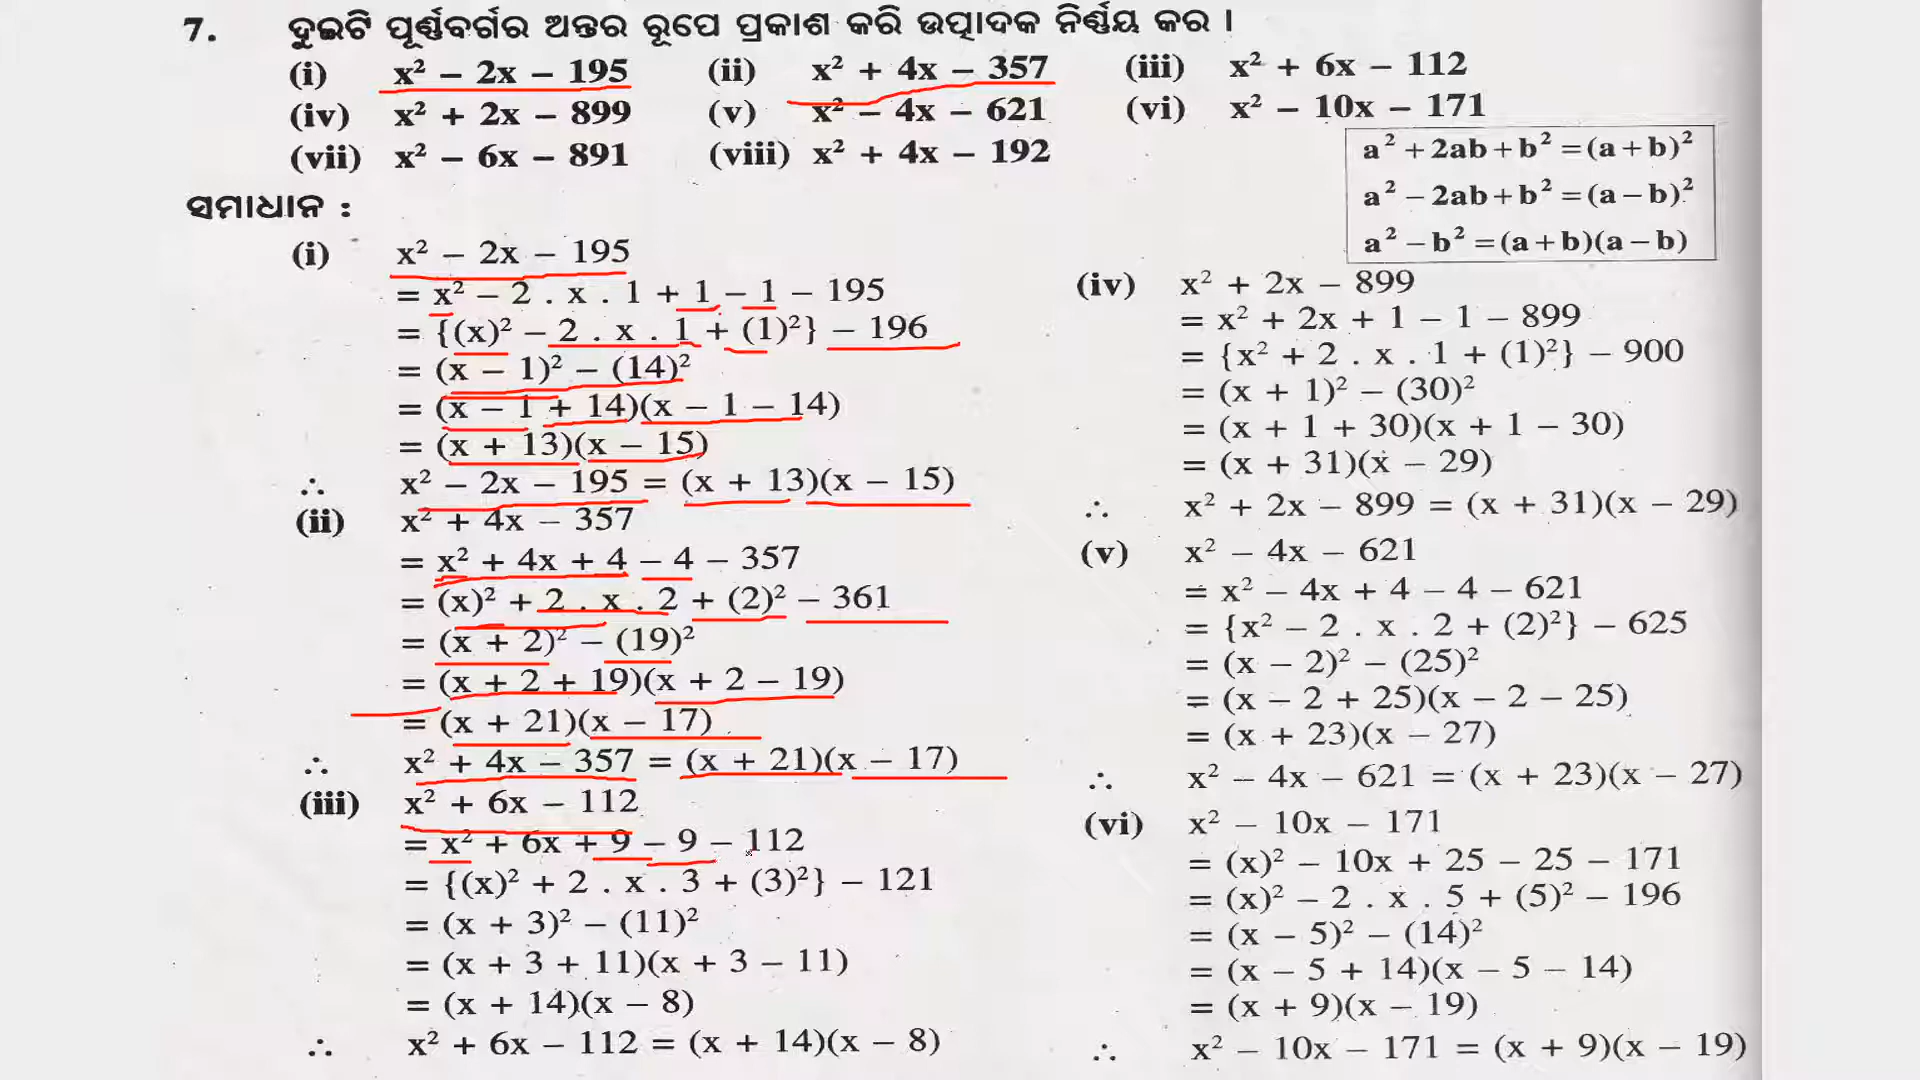 7. ଦୁଇଟି ପୂର୍ଣ୍ଣବର୍ଗର ଅନ୍ତର ରୂପେ ପ୍ରକାଶ କରି ଉତ୍ପାଦକ ନିର୍ଣ୍ଣୟ କର ।
(i) x² − 2x − 195 (ii) x² + 4x − 357 (iii) x² + 6x − 112
(iv) x² + 2x − 899 (v) x² − 4x − 621 (vi) x² − 10x − 171
(vii) x² − 6x − 891 (viii) x² + 4x − 192
a² + 2ab + b² = (a + b)²
a² − 2ab + b² = (a − b)²
a² − b² = (a + b)(a − b)
ସମାଧାନ :
(i) x² − 2x − 195
= x² − 2 . x . 1 + 1 − 1 − 195
= {(x)² − 2 . x . 1 + (1)²} − 196
= (x − 1)² − (14)²
= (x − 1 + 14)(x − 1 − 14)
= (x + 13)(x − 15)
∴ x² − 2x − 195 = (x + 13)(x − 15)
(ii) x² + 4x − 357
= x² + 4x + 4 − 4 − 357
= (x)² + 2 . x . 2 + (2)² − 361
= (x + 2)² − (19)²
= (x + 2 + 19)(x + 2 − 19)
= (x + 21)(x − 17)
∴ x² + 4x − 357 = (x + 21)(x − 17)
(iii) x² + 6x − 112
= x² + 6x + 9 − 9 − 112
= {(x)² + 2 . x . 3 + (3)²} − 121
= (x + 3)² − (11)²
= (x + 3 + 11)(x + 3 − 11)
= (x + 14)(x − 8)
∴ x² + 6x − 112 = (x + 14)(x − 8)
(iv) x² + 2x − 899
= x² + 2x + 1 − 1 − 899
= {x² + 2 . x . 1 + (1)²} − 900
= (x + 1)² − (30)²
= (x + 1 + 30)(x + 1 − 30)
= (x + 31)(x − 29)
∴ x² + 2x − 899 = (x + 31)(x − 29)
(v) x² − 4x − 621
= x² − 4x + 4 − 4 − 621
= {x² − 2 . x . 2 + (2)²} − 625
= (x − 2)² − (25)²
= (x − 2 + 25)(x − 2 − 25)
= (x + 23)(x − 27)
∴ x² − 4x − 621 = (x + 23)(x − 27)
(vi) x² − 10x − 171
= (x)² − 10x + 25 − 25 − 171
= (x)² − 2 . x . 5 + (5)² − 196
= (x − 5)² − (14)²
= (x − 5 + 14)(x − 5 − 14)
= (x + 9)(x − 19)
∴ x² − 10x − 171 = (x + 9)(x − 19)